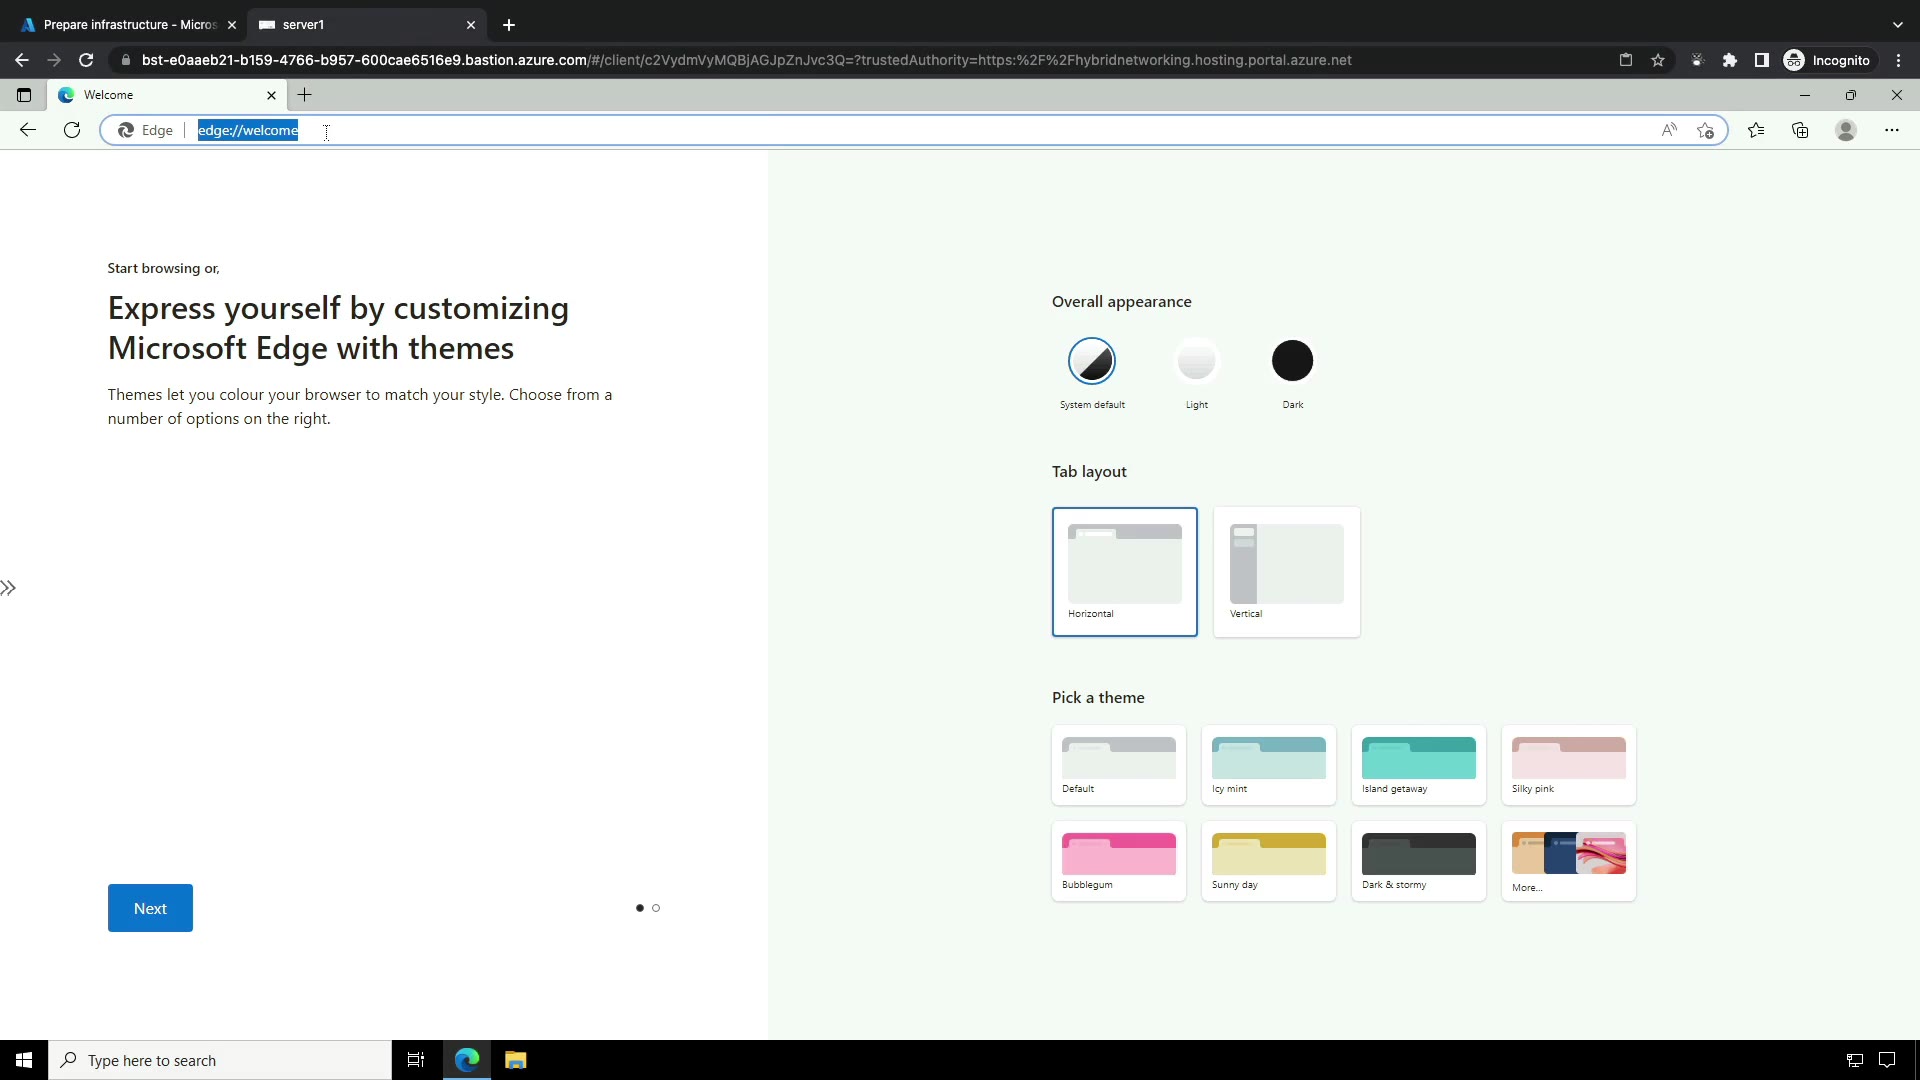 Prepare infrastructure - Micros
server1
bst-e0aaeb21-b159-4766-b957-600cae6516e9.bastion.azure.com/#/client/c2VydmVyMQBjAGJpZnJvc3Q=?trustedAuthority=https:%2F%2Fhybridnetworking.hosting.portal.azure.net
Incognito
Welcome
Edge
edge://welcome
Start browsing or,
Express yourself by customizing
Microsoft Edge with themes
Themes let you colour your browser to match your style. Choose from a
number of options on the right.
Next
Overall appearance
System default
Light
Dark
Tab layout
Horizontal
Vertical
Pick a theme
Default
Icy mint
Island getaway
Silky pink
Bubblegum
Sunny day
Dark & stormy
More...
Type here to search